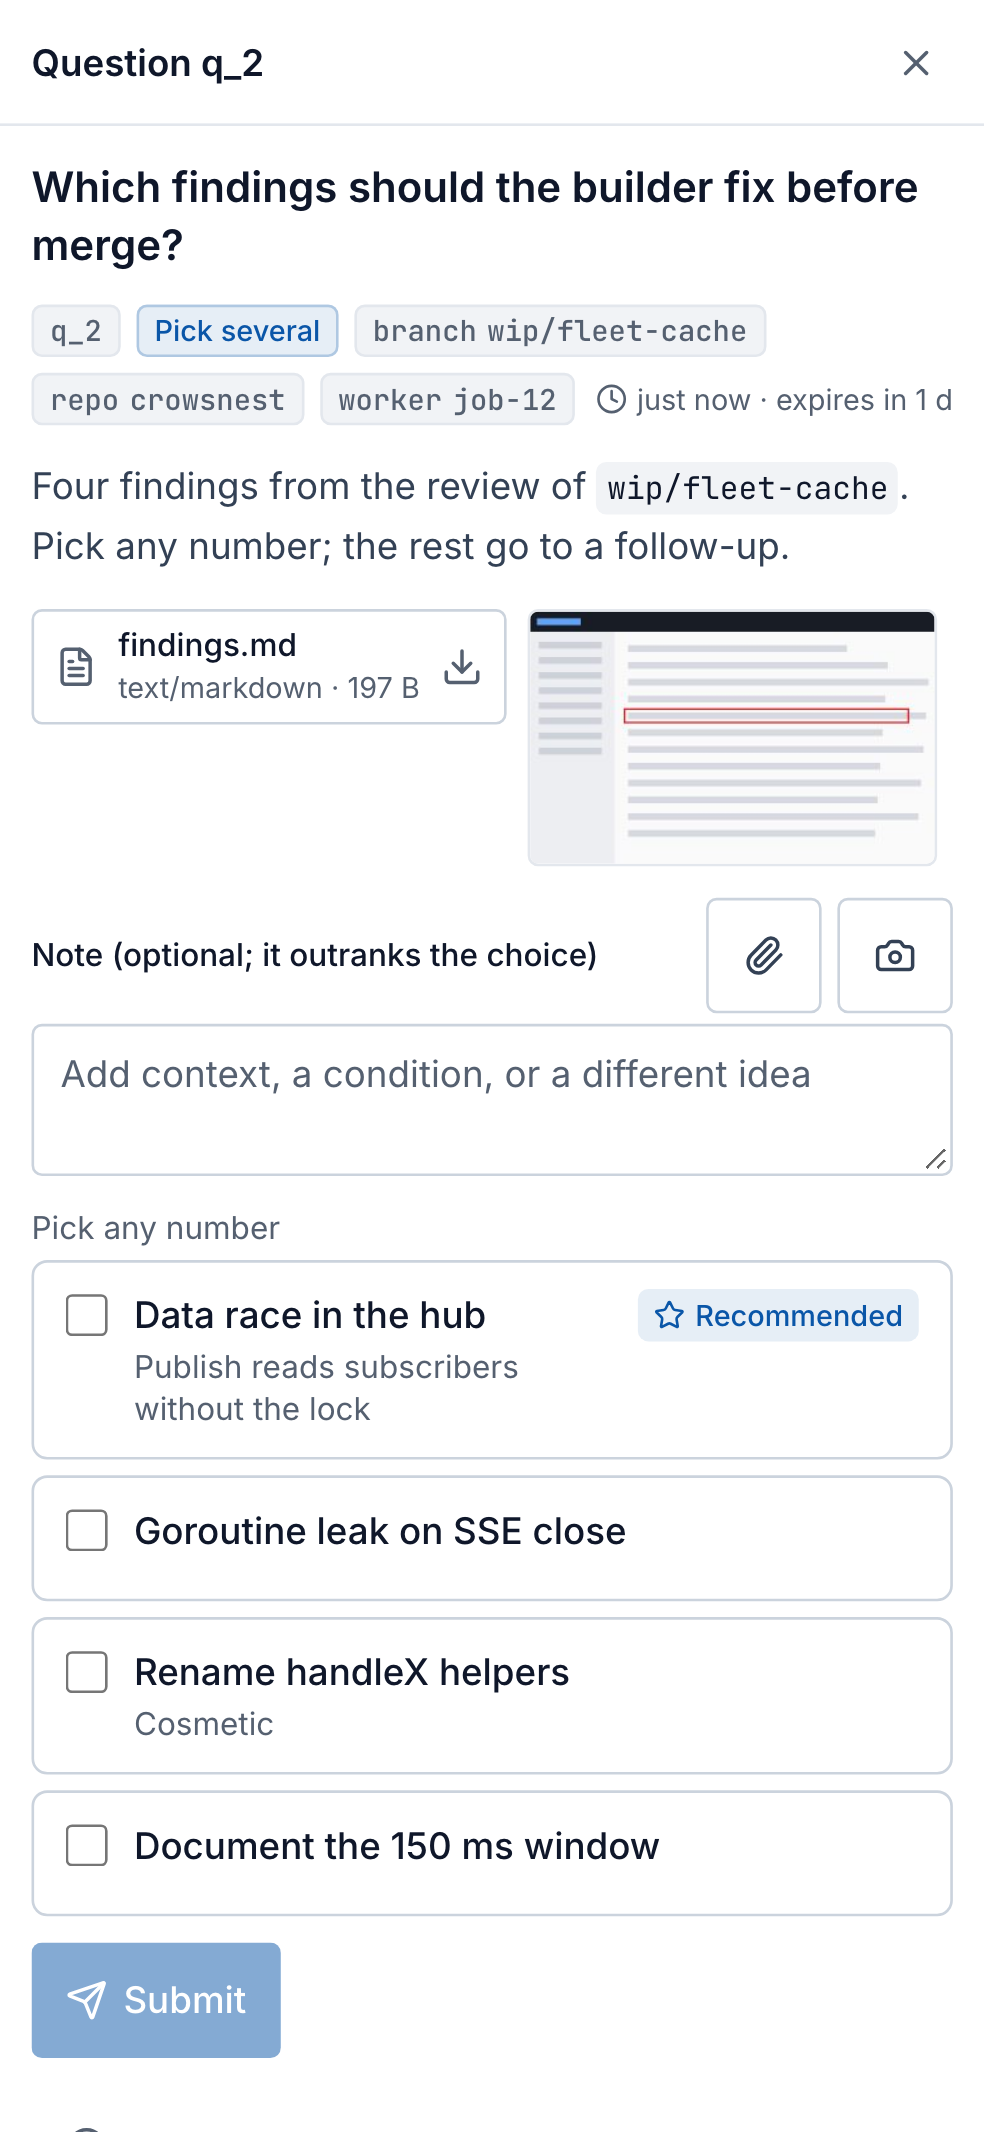 Question q_2
Which findings should the builder fix before
merge?
q_2 Pick several branch wip/fleet-cache
repo crowsnest worker job-12 just now · expires in 1 d
Four findings from the review of wip/fleet-cache.
Pick any number; the rest go to a follow-up.
findings.md
text/markdown · 197 B
Note (optional; it outranks the choice)
Add context, a condition, or a different idea
Pick any number
Data race in the hub Recommended
Publish reads subscribers
without the lock
Goroutine leak on SSE close
Rename handleX helpers
Cosmetic
Document the 150 ms window
Submit